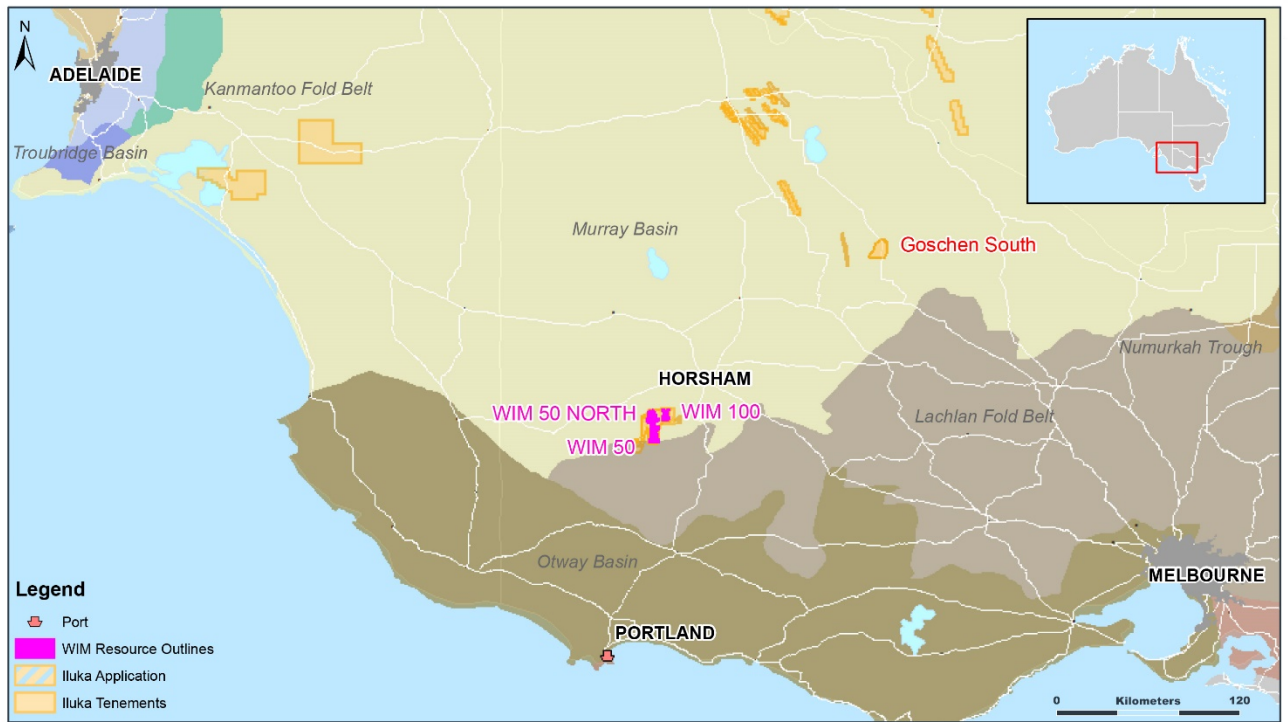 N
ADELAIDE
Kanmantoo Fold Belt
Troubridge Basin
Murray Basin
Goschen South
Numurkah Trough
HORSHAM
WIM 50 NORTH
WIM 100
WIM 50
Lachlan Fold Belt
Otway Basin
MELBOURNE
PORTLAND
Legend
Port
WIM Resource Outlines
Iluka Application
Iluka Tenements
0 Kilometers 120